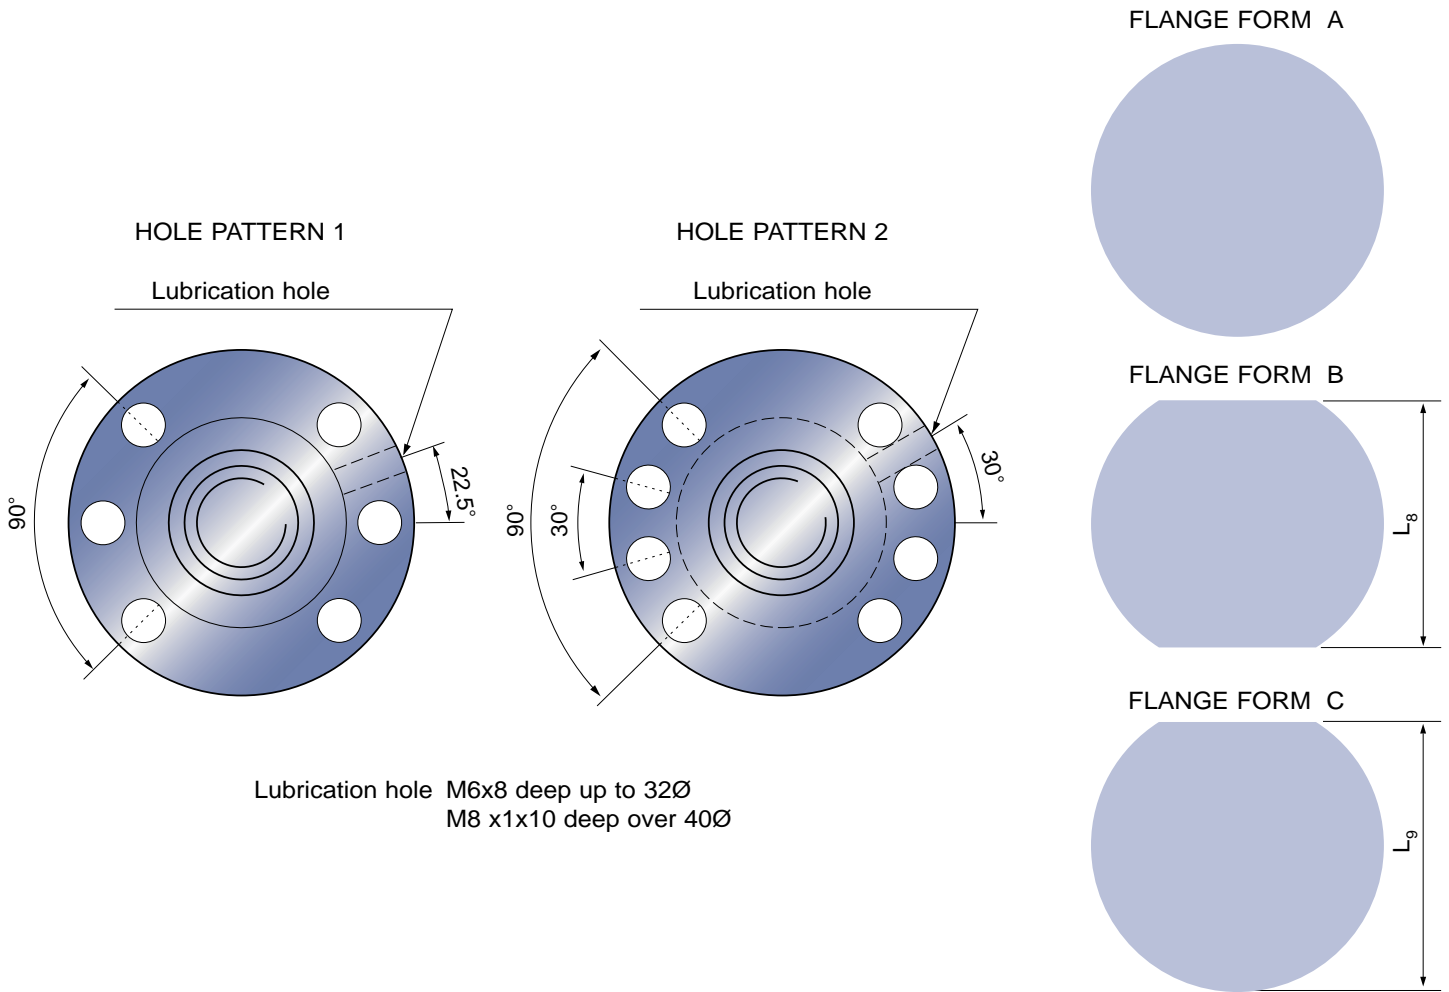 FLANGE FORM A
HOLE PATTERN 1
HOLE PATTERN 2
Lubrication hole
Lubrication hole
90°
22.5°
90°
30°
30°
FLANGE FORM B
L8
FLANGE FORM C
L9
Lubrication hole M6x8 deep up to 32Ø
M8 x1x10 deep over 40Ø